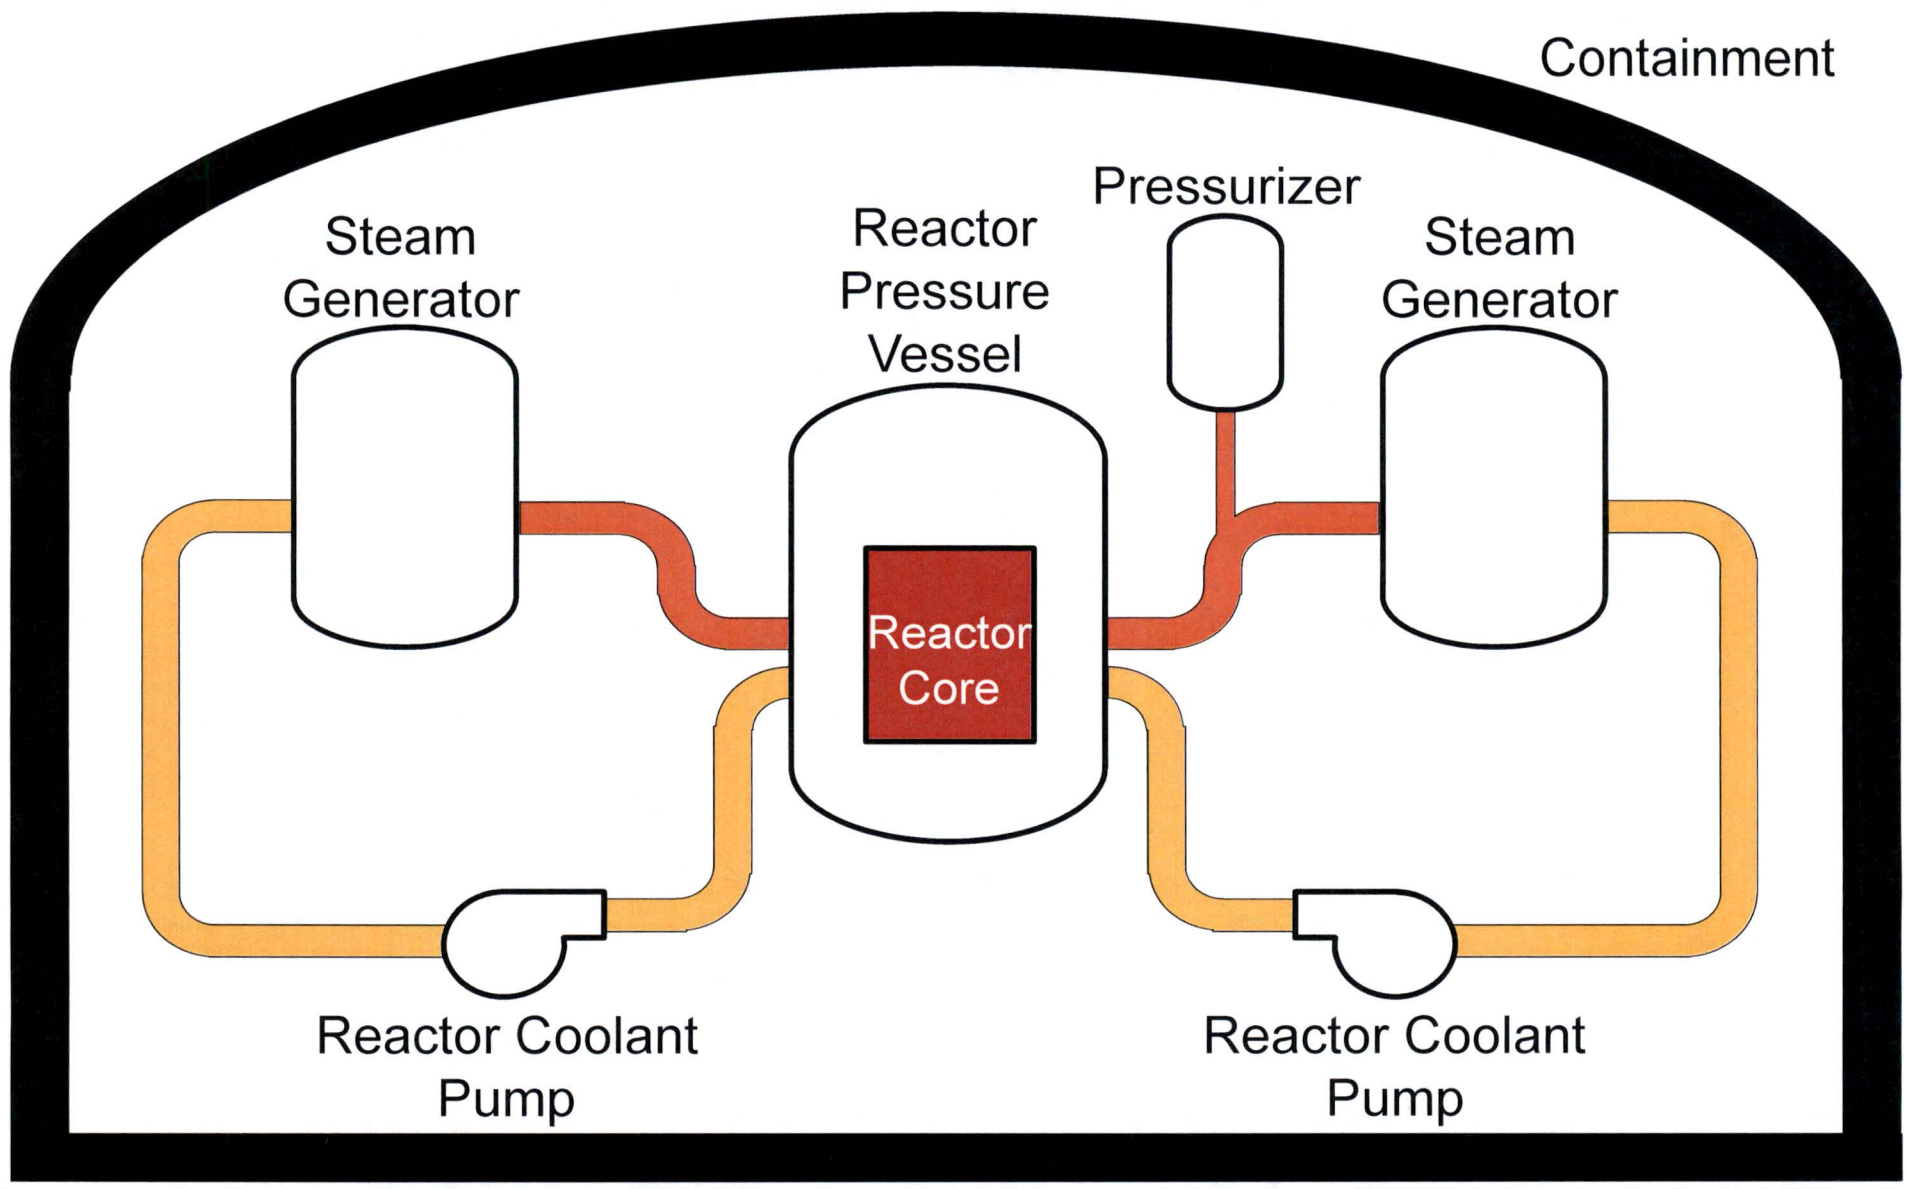 Containment
Pressurizer
Steam
Generator
Reactor
Pressure
Vessel
Steam
Generator
Reactor
Core
Reactor Coolant
Pump
Reactor Coolant
Pump